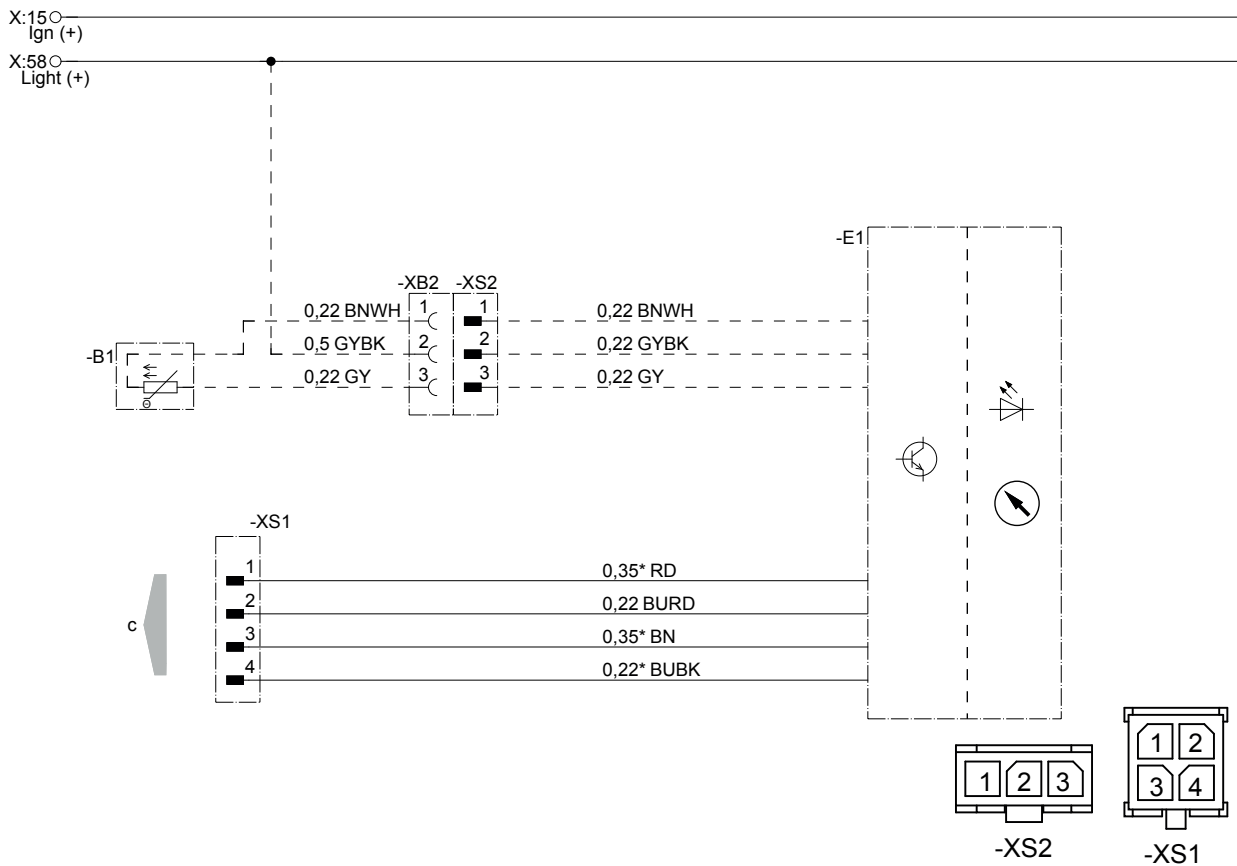 X:15
Ign (+)
X:58
Light (+)
-E1
-XB2 -XS2
0,22 BNWH 1 1 0,22 BNWH
-B1 0,5 GYBK 2 2 0,22 GYBK
0,22 GY 3 3 0,22 GY
Θ
-XS1
1 0,35* RD
2 0,22 BURD
c
3 0,35* BN
4 0,22* BUBK
1 2
3 4
1 2 3
-XS2
-XS1